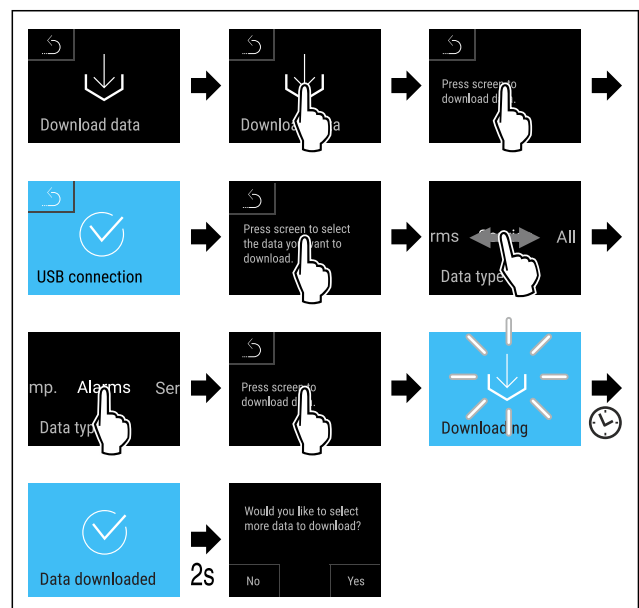 Download data
Downloa
a
Press screen to
download d
USB connection
Press screen to select
the data you want to
download.
rms
All
Data type
mp. Alarms Ser
Data typ
Press screen to
download d
Downloading
Data downloaded
2s
Would you like to select
more data to download?
No
Yes